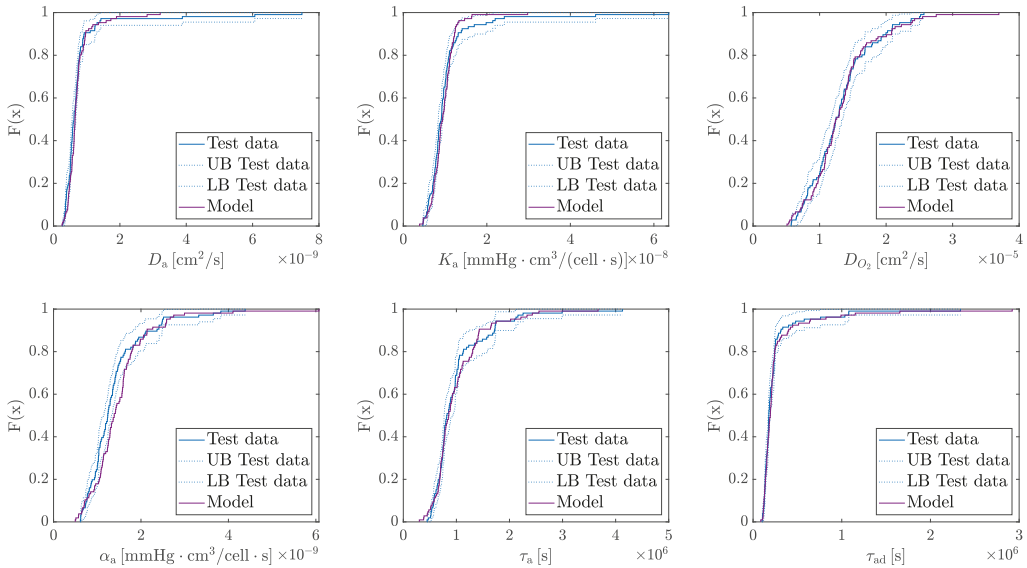 F(x)
1
0.8
0.6
0.4
0.2
0
Test data
UB Test data
LB Test data
Model
0 2 4 6 8
D_a [cm²/s] ×10⁻⁹
F(x)
1
0.8
0.6
0.4
0.2
0
Test data
UB Test data
LB Test data
Model
0 2 4 6
K_a [mmHg · cm³/(cell · s)] ×10⁻⁸
F(x)
1
0.8
0.6
0.4
0.2
0
Test data
UB Test data
LB Test data
Model
0 1 2 3 4
D_{O₂} [cm²/s] ×10⁻⁵
F(x)
1
0.8
0.6
0.4
0.2
0
Test data
UB Test data
LB Test data
Model
0 2 4 6
α_a [mmHg · cm³/cell · s] ×10⁻⁹
F(x)
1
0.8
0.6
0.4
0.2
0
Test data
UB Test data
LB Test data
Model
0 1 2 3 4 5
τ_a [s] ×10⁶
F(x)
1
0.8
0.6
0.4
0.2
0
Test data
UB Test data
LB Test data
Model
0 1 2 3
τ_ad [s] ×10⁶